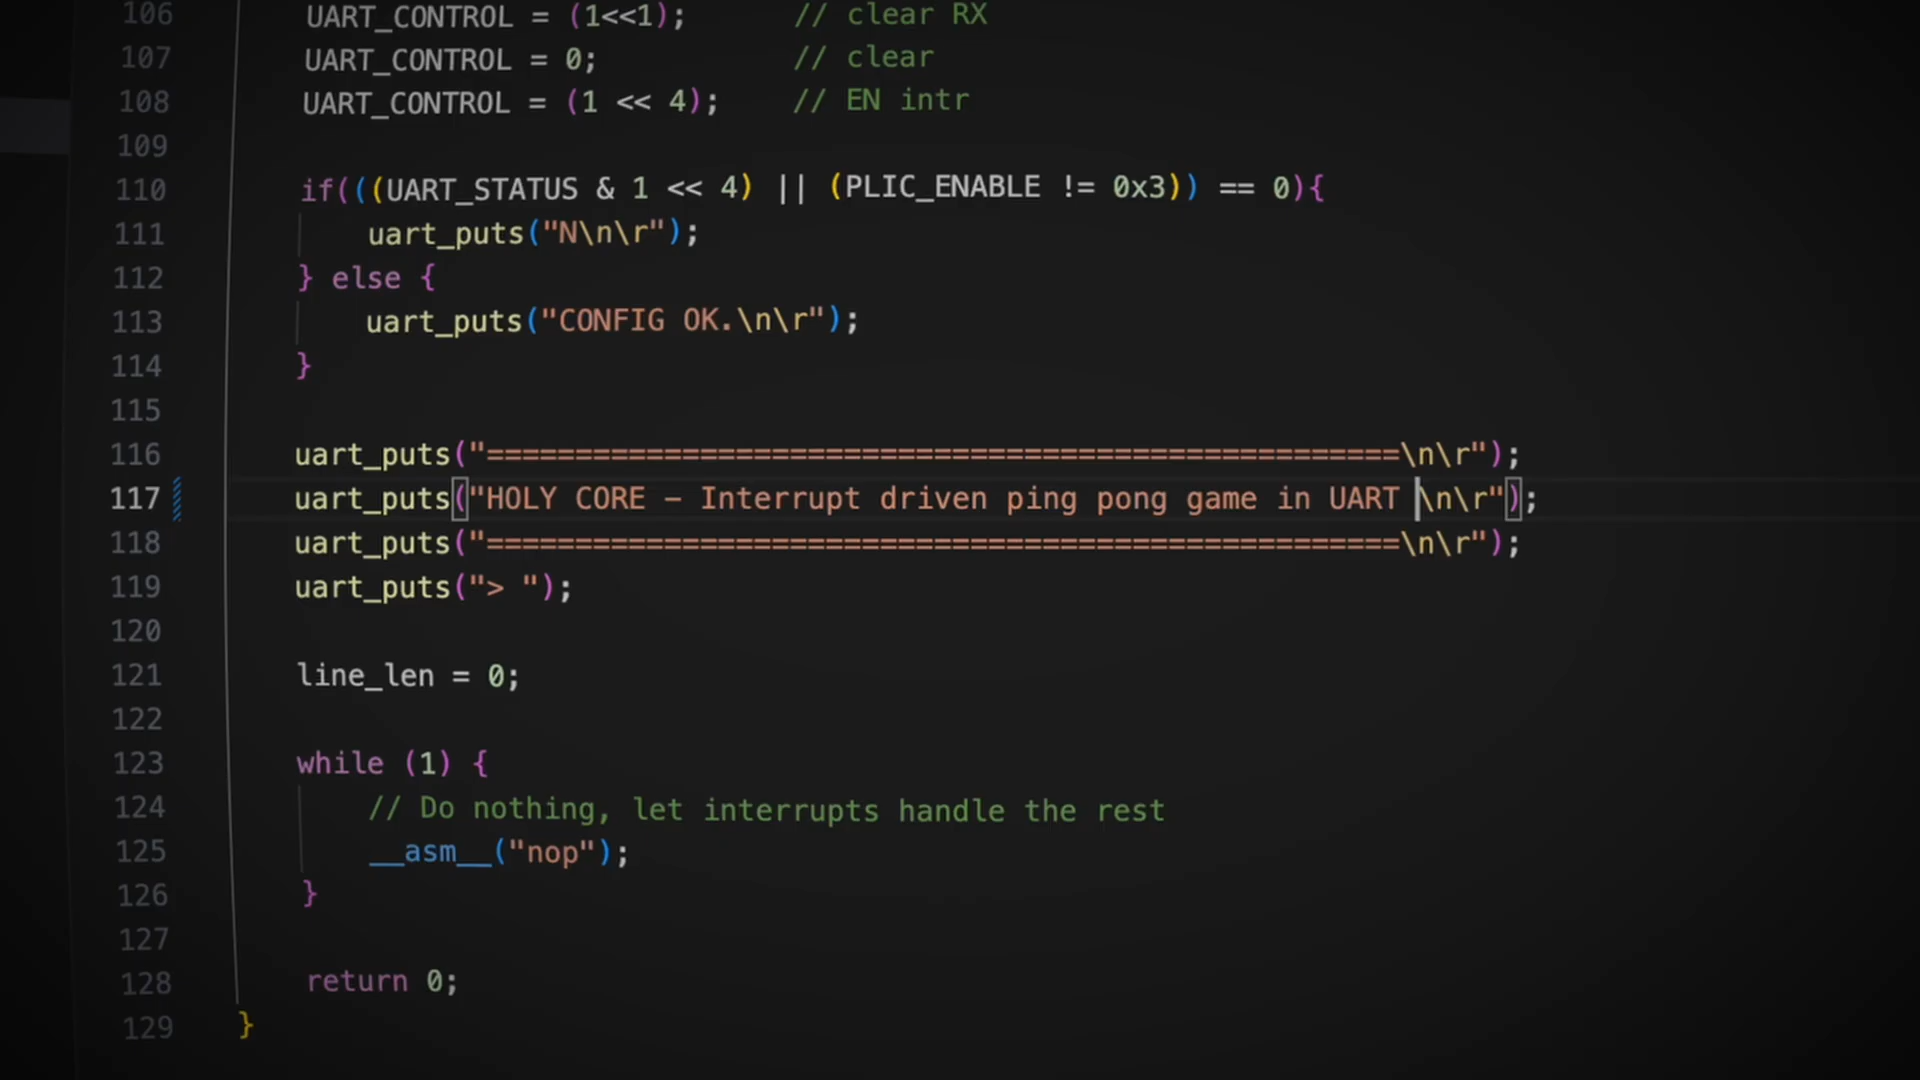 106 UART_CONTROL = (1<<1); // clear RX
107 UART_CONTROL = 0; // clear
108 UART_CONTROL = (1 << 4); // EN intr
109
110 if(((UART_STATUS & 1 << 4) || (PLIC_ENABLE != 0x3)) == 0){
111 uart_puts("N\n\r");
112 } else {
113 uart_puts("CONFIG OK.\n\r");
114 }
115
116 uart_puts("===================================================\n\r");
117 uart_puts("HOLY CORE – Interrupt driven ping pong game in UART \n\r");
118 uart_puts("===================================================\n\r");
119 uart_puts("> ");
120
121 line_len = 0;
122
123 while (1) {
124 // Do nothing, let interrupts handle the rest
125 __asm__("nop");
126 }
127
128 return 0;
129 }